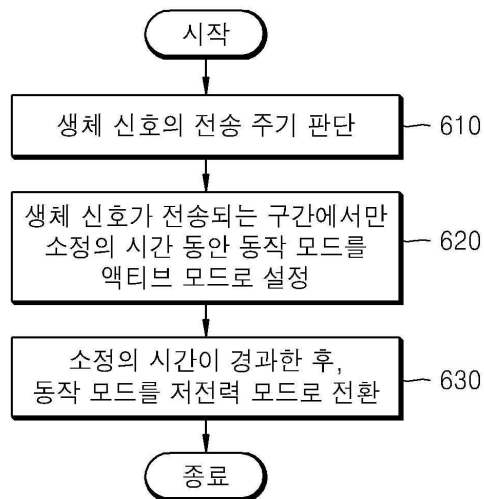 시작
생체 신호의 전송 주기 판단
610
생체 신호가 전송되는 구간에서만
소정의 시간 동안 동작 모드를
액티브 모드로 설정
620
소정의 시간이 경과한 후,
동작 모드를 저전력 모드로 전환
630
종료